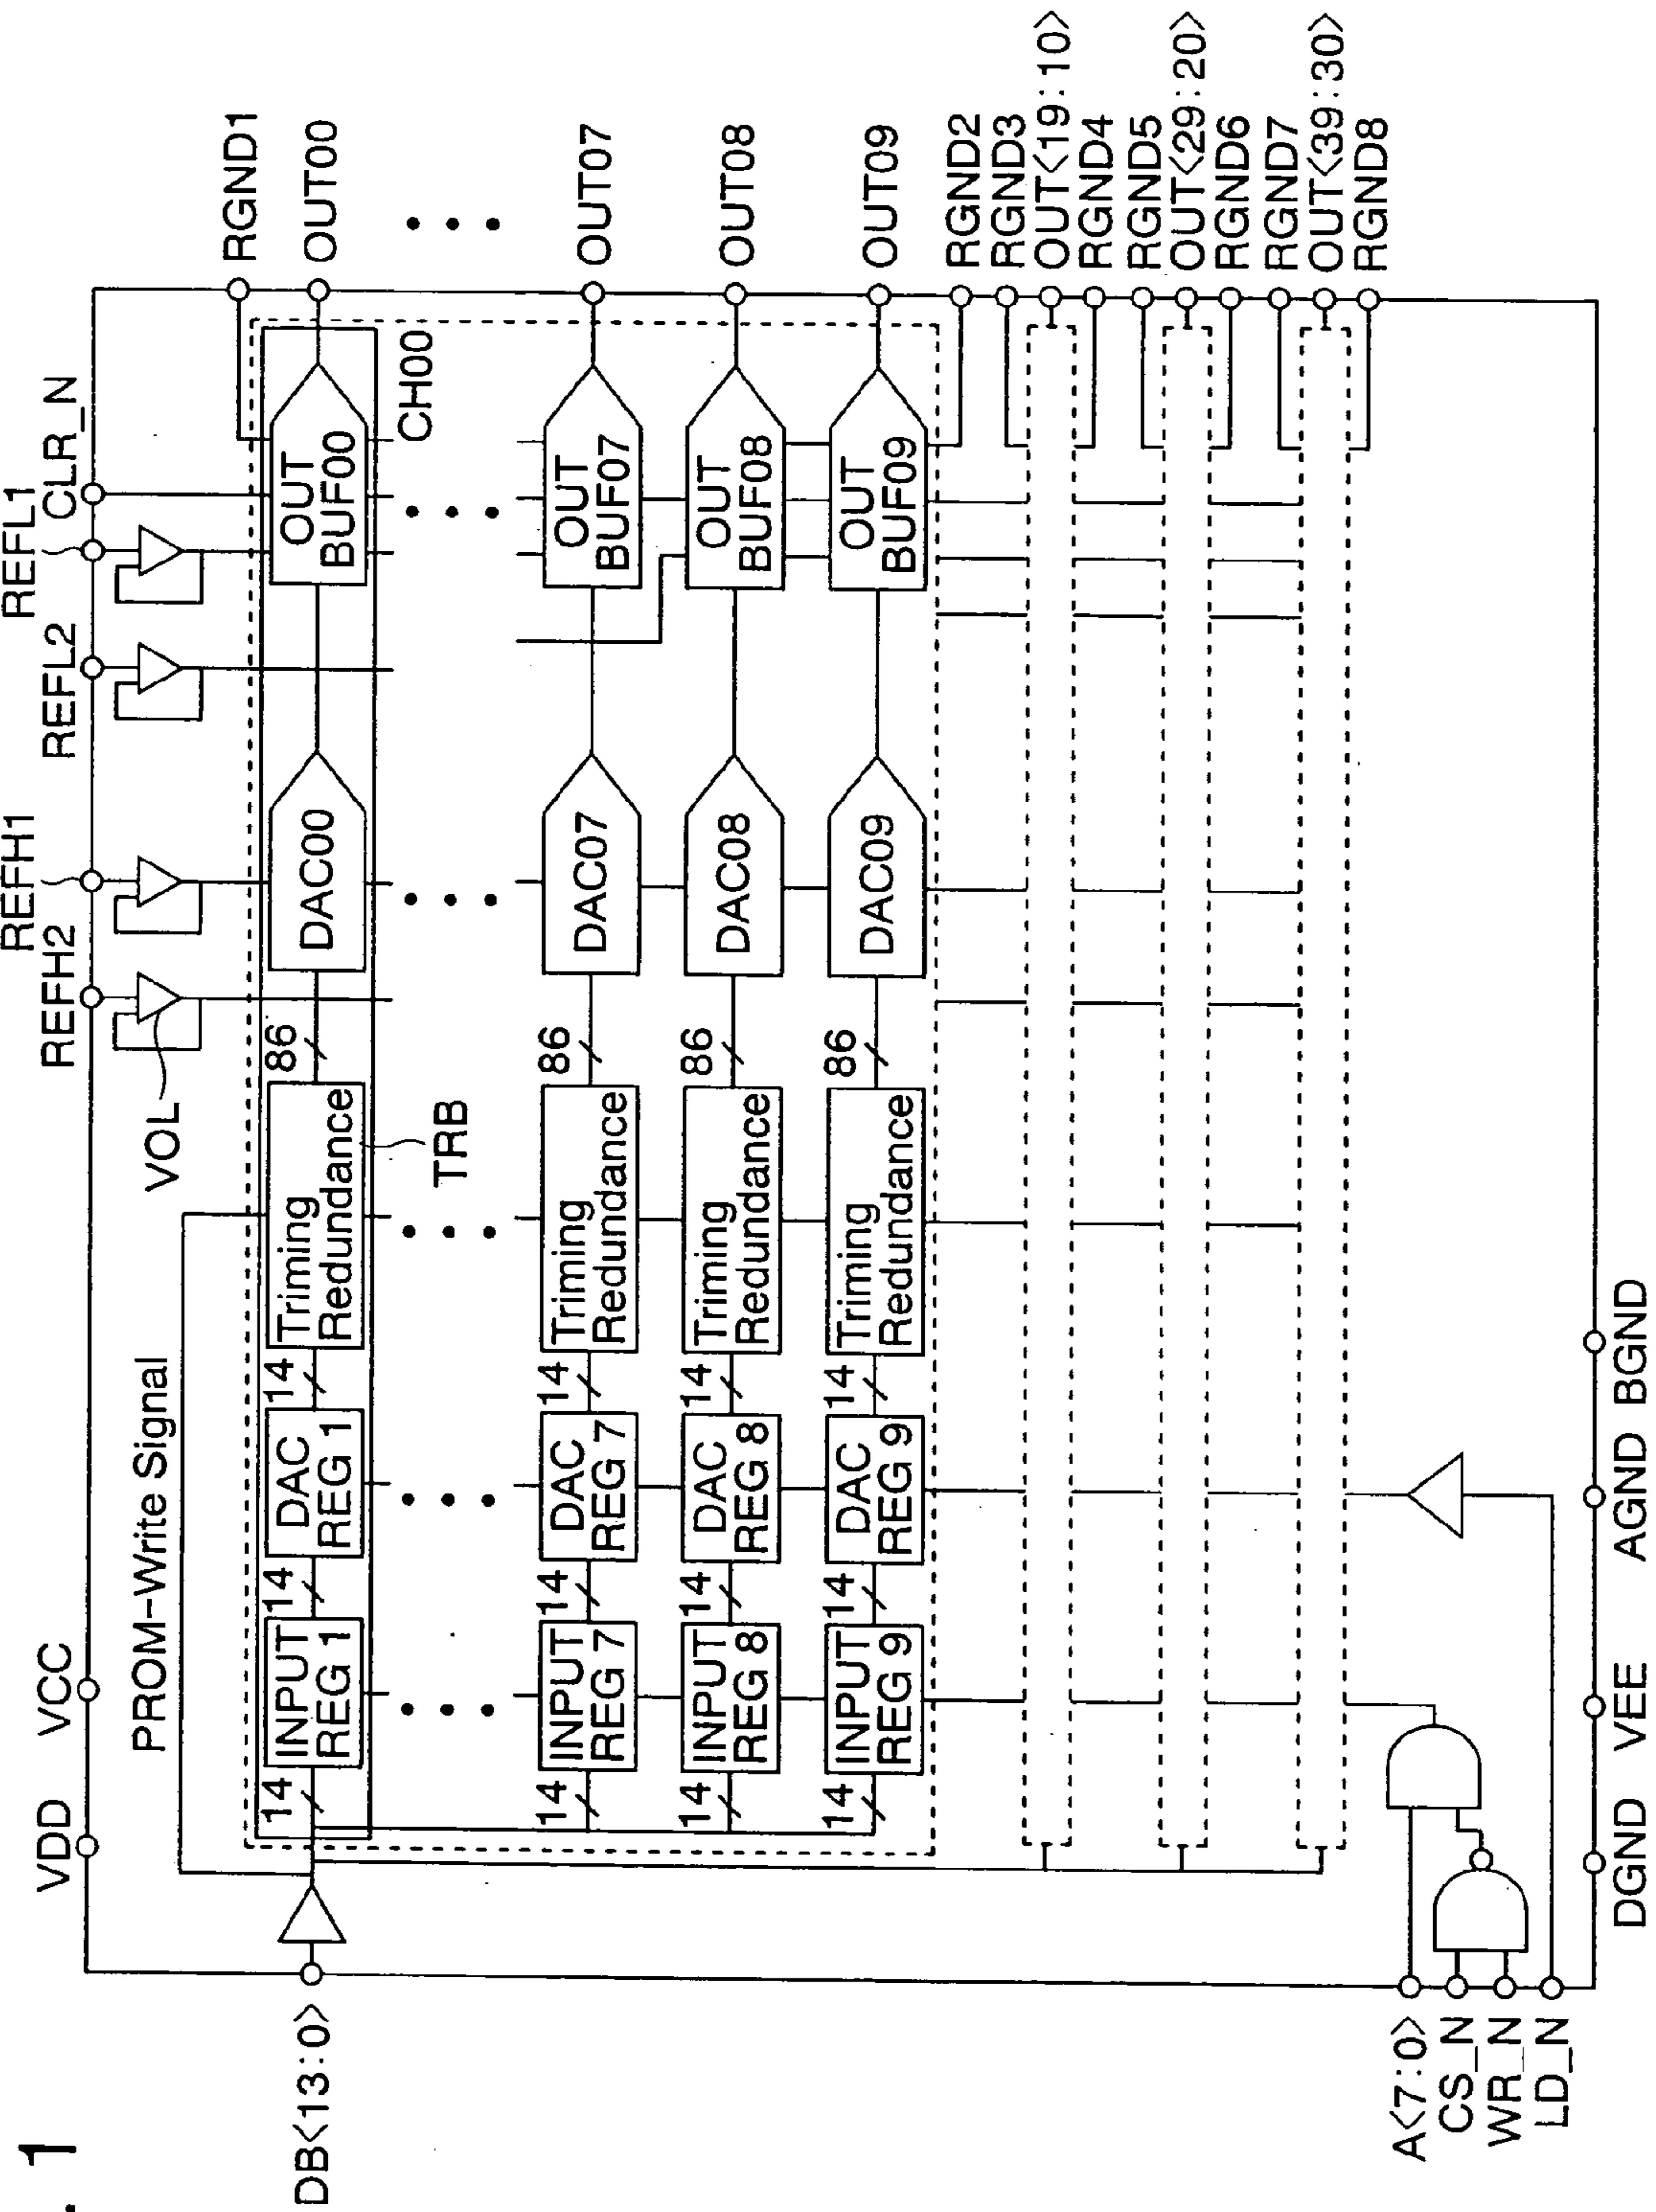 . 1
VDD
VCC
REFH2
REFH1
REFL2
REFL1
CLR_N
PROM-Write Signal
VOL
DB<13:0>
14
INPUT
REG 1
14
DAC
REG 1
14
Triming
Redundance
86
DAC00
OUT
BUF00
RGND1
OUT00
TRB
CH00
14
INPUT
REG 7
14
DAC
REG 7
14
Triming
Redundance
86
DAC07
OUT
BUF07
OUT07
14
INPUT
REG 8
14
DAC
REG 8
14
Triming
Redundance
86
DAC08
OUT
BUF08
OUT08
14
INPUT
REG 9
14
DAC
REG 9
14
Triming
Redundance
86
DAC09
OUT
BUF09
OUT09
RGND2
RGND3
OUT<19:10>
RGND4
RGND5
OUT<29:20>
RGND6
RGND7
OUT<39:30>
RGND8
A<7:0>
CS_N
WR_N
LD_N
DGND
VEE
AGND
BGND